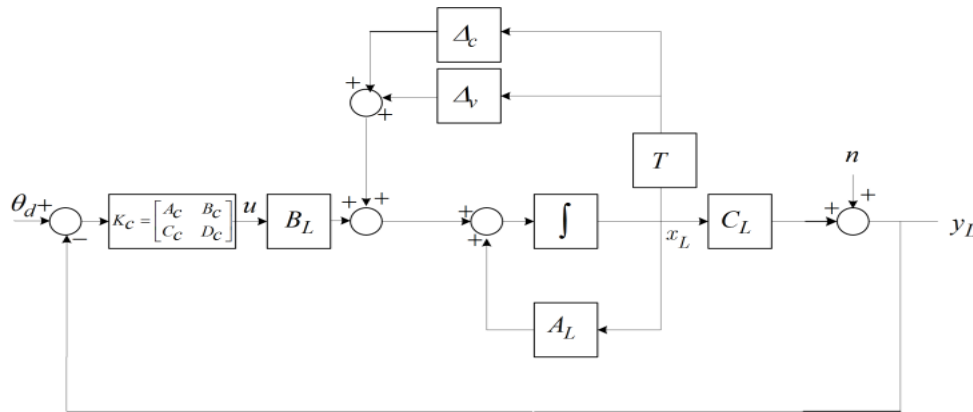 Δc
+
+
Δv
T
n
+
θd+
−
Kc = [Ac Bc
Cc Dc]
u
BL
+ +
+
+
∫
xL
CL
+
yL
AL